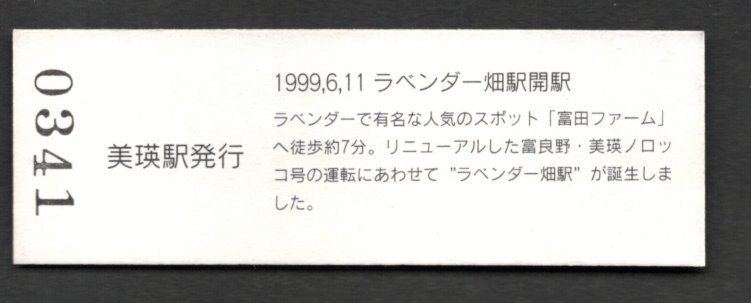 0341
美瑛駅発行
1999,6,11 ラベンダー畑駅開駅
ラベンダーで有名な人気のスポット「富田ファーム」
へ徒歩約7分。リニューアルした富良野・美瑛ノロッ
コ号の運転にあわせて "ラベンダー畑駅" が誕生しま
した。